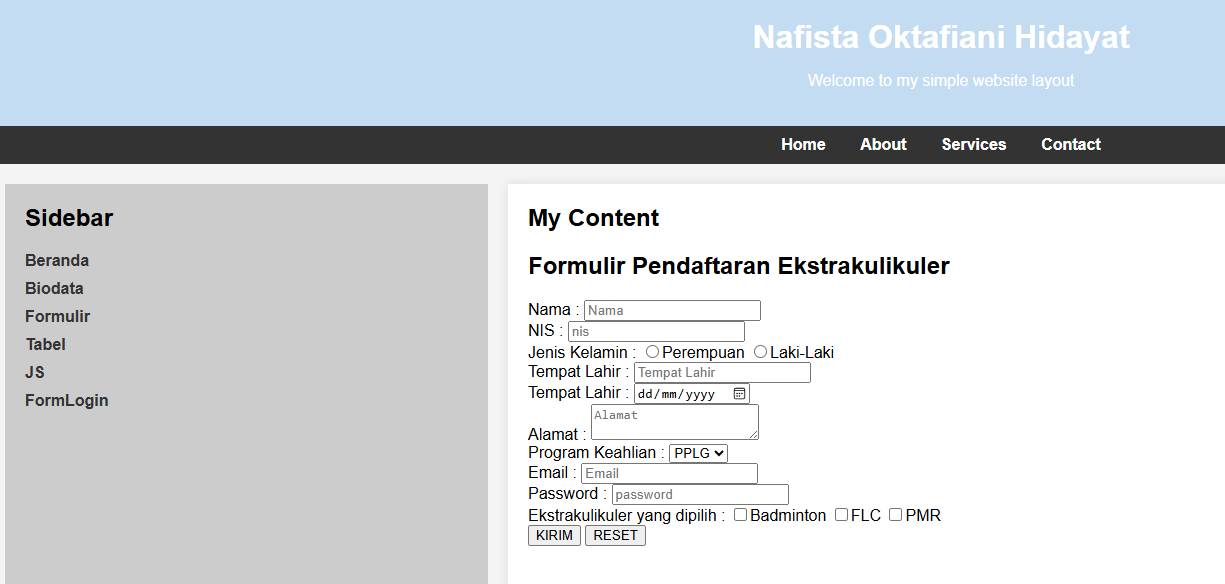 Nafista Oktafiani Hidayat
Welcome to my simple website layout
Home About Services Contact
Sidebar
Beranda
Biodata
Formulir
Tabel
JS
FormLogin
My Content
Formulir Pendaftaran Ekstrakulikuler
Nama : Nama
NIS : nis
Jenis Kelamin : Perempuan Laki-Laki
Tempat Lahir : Tempat Lahir
Tempat Lahir : dd/mm/yyyy
Alamat : Alamat
Program Keahlian : PPLG
Email : Email
Password : password
Ekstrakulikuler yang dipilih : Badminton FLC PMR
KIRIM RESET